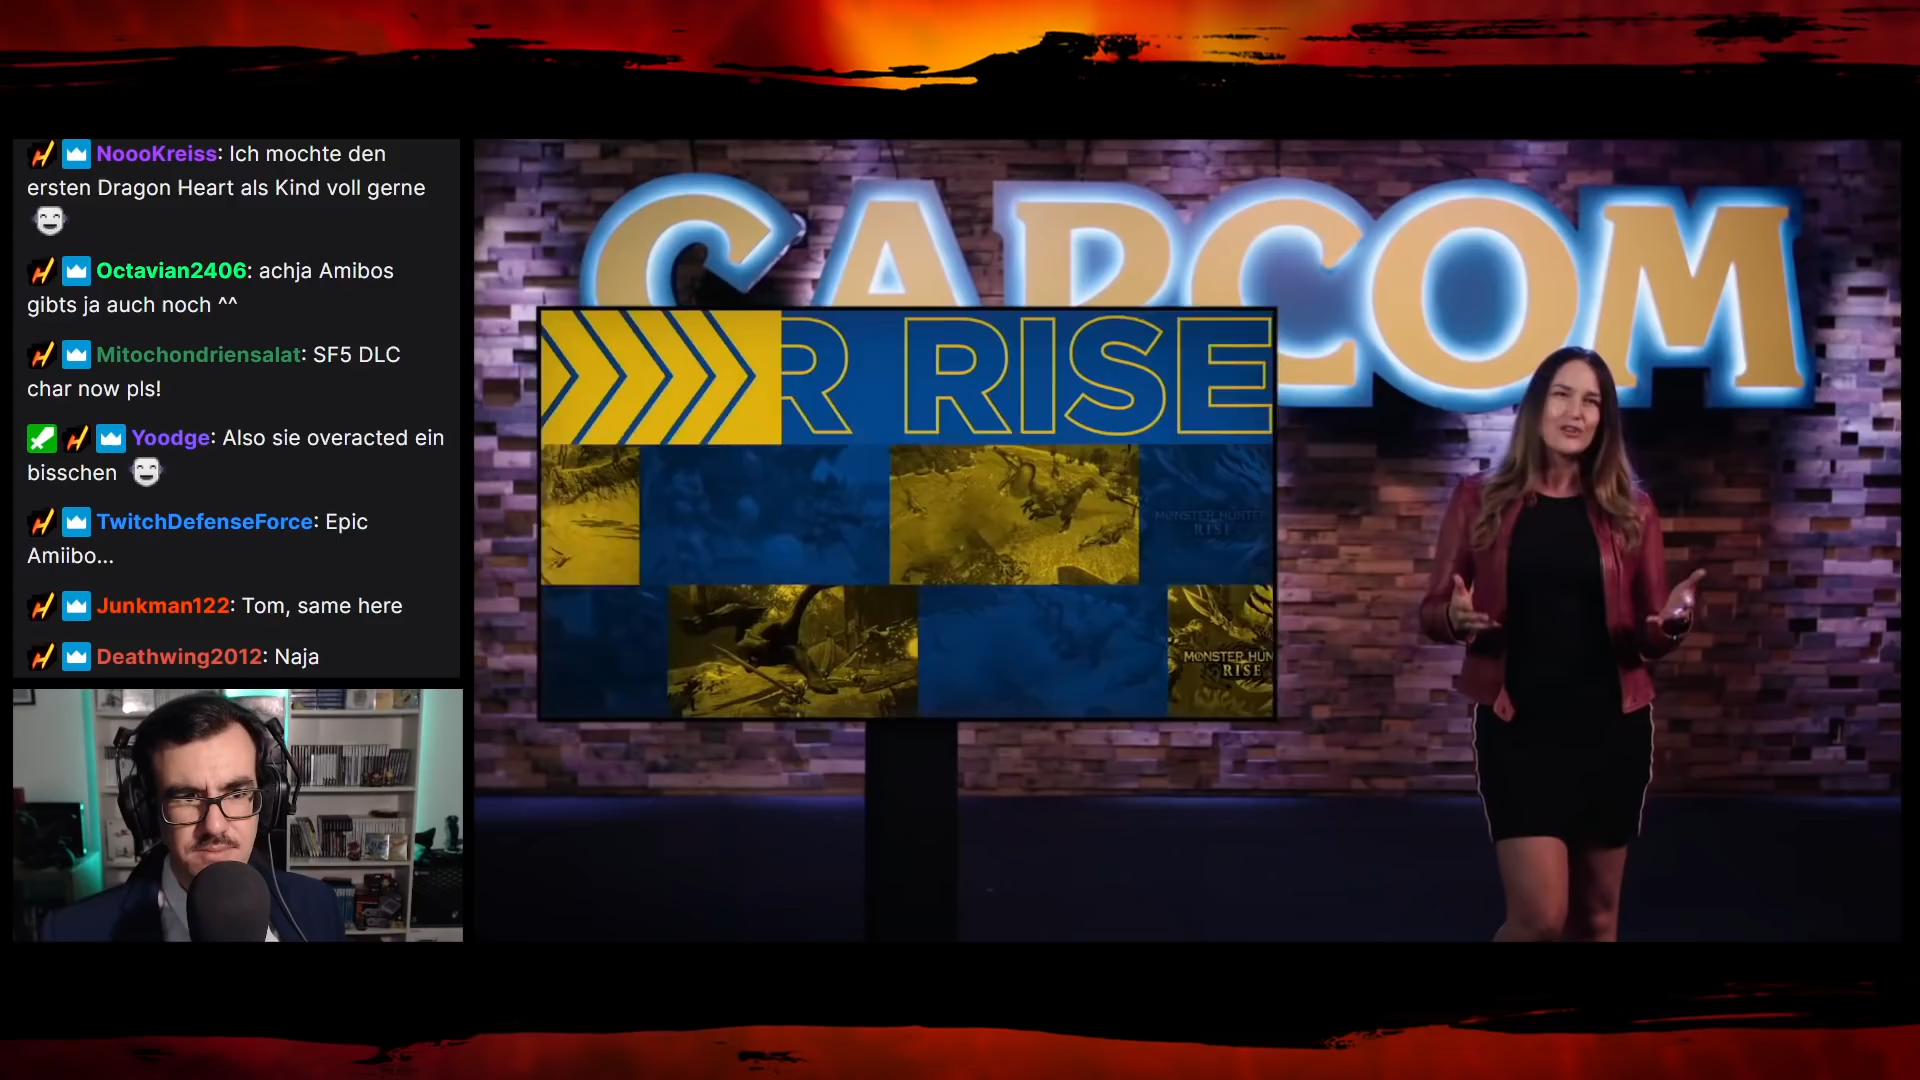 NoooKreiss: Ich mochte den
ersten Dragon Heart als Kind voll gerne
Octavian2406: achja Amibos
gibts ja auch noch ^^
Mitochondriensalat: SF5 DLC
char now pls!
Yoodge: Also sie overacted ein
bisschen
TwitchDefenseForce: Epic
Amiibo...
Junkman122: Tom, same here
Deathwing2012: Naja
CAPCOM
R RISE
MONSTER HUNTER
RISE
MONSTER HUN
RISE